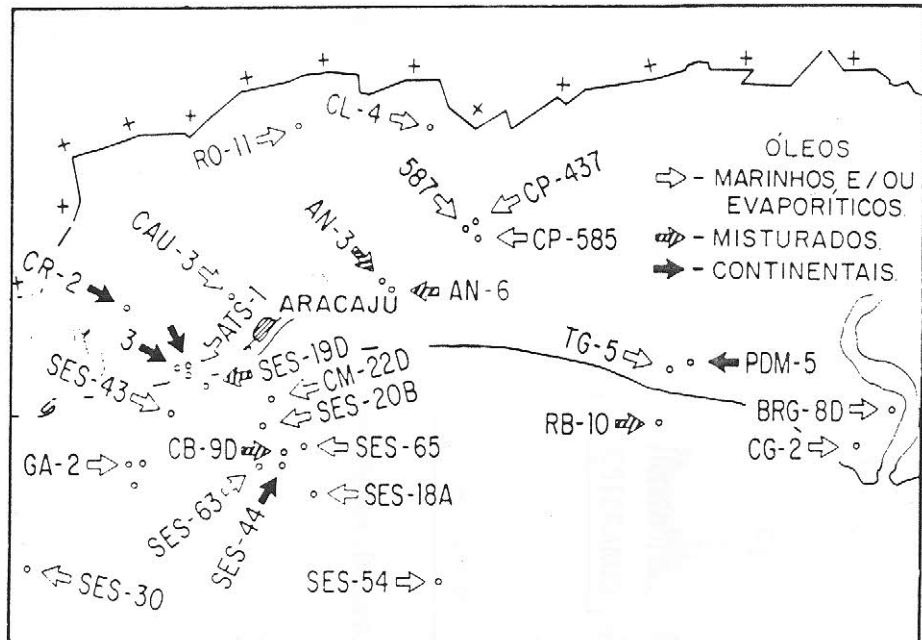 CL-4
RO-11
ÓLEOS
- MARINHOS E/OU
EVAPORÍTICOS.
- MISTURADOS.
- CONTINENTAIS.
587
CP-437
CP-585
AN-3
AN-6
CAU-3
CR-2
ATS-1
ARACAJÚ
3
SES-19D
SES-43
CM-22D
SES-20B
TG-5
PDM-5
BRG-8D
RB-10
CG-2
CB-9D
SES-65
GA-2
SES-63
SES-44
SES-18A
SES-30
SES-54